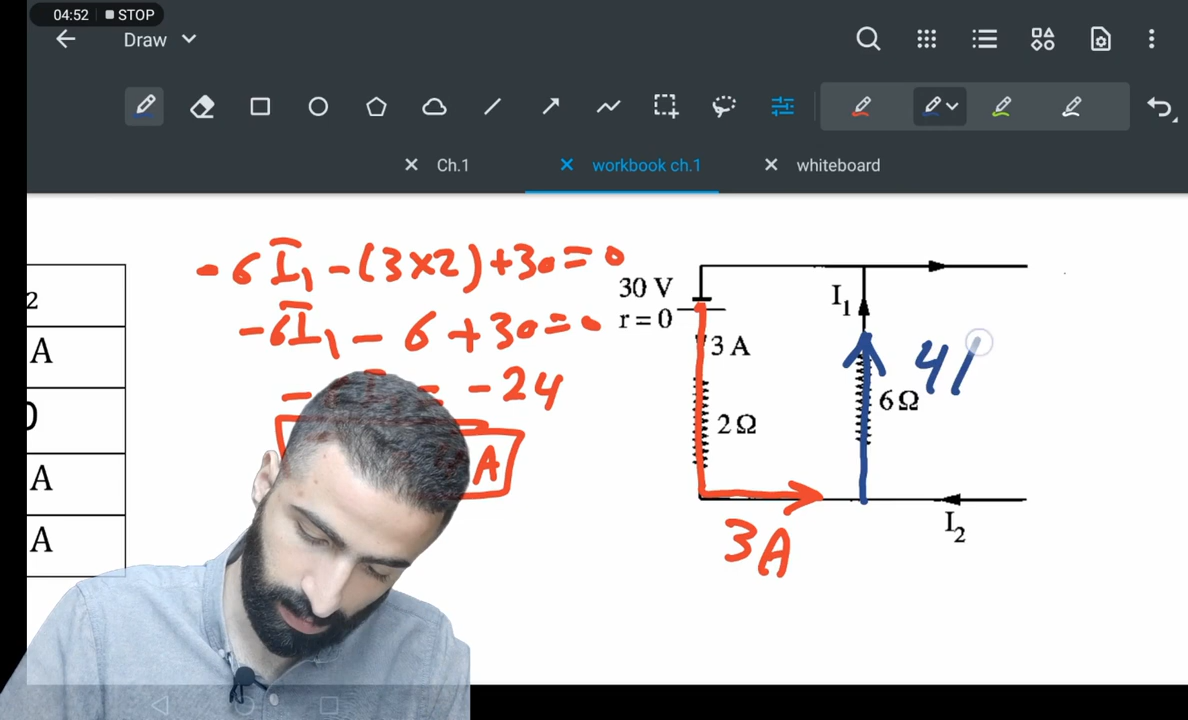 04:52 STOP
Draw
Ch.1
workbook ch.1
whiteboard
2
A
A
A
-6I₁ -(3×2)+30=0
-6I₁ - 6 +30=0
= -24
A
30 V
r = 0
3 A
2 Ω
I₁
6 Ω
4
3A
I₂